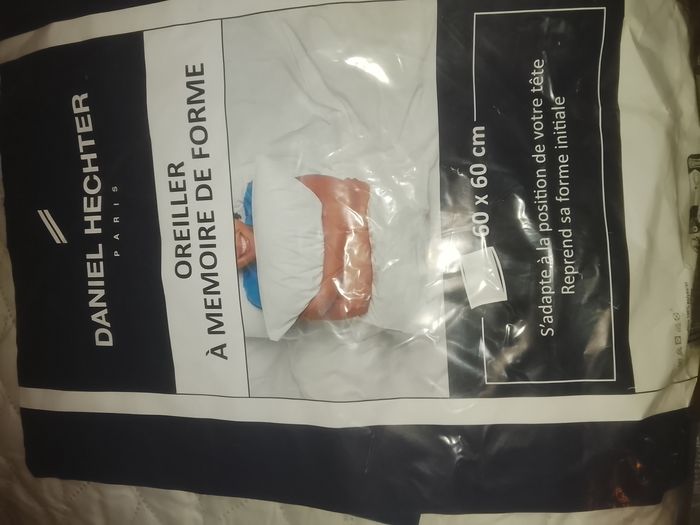 DANIEL HECHTER
PARIS
OREILLER
À MEMOIRE DE FORME
60 x 60 cm
S'adapte à la position de votre tête
Reprend sa forme initiale